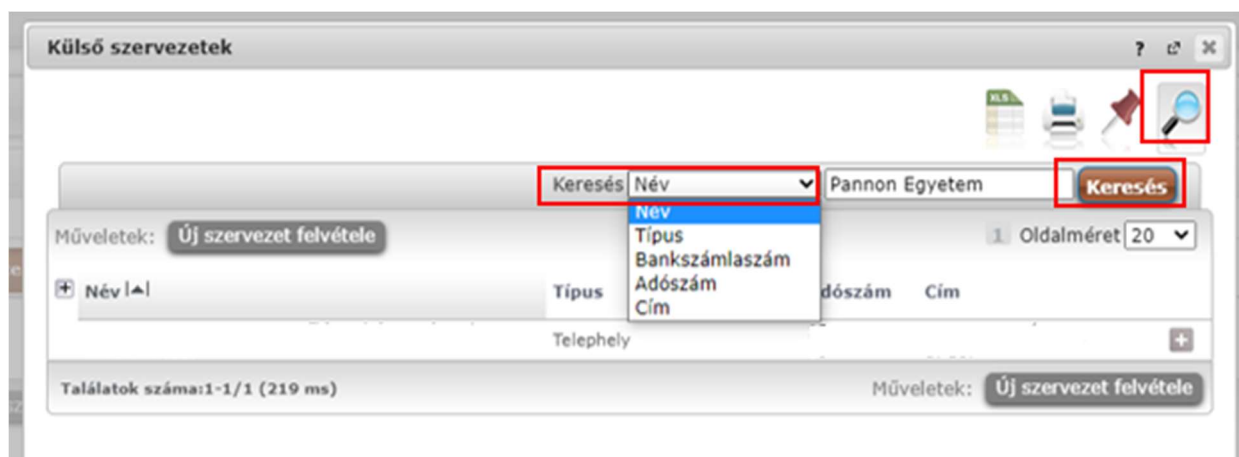 Külső szervezetek ?
XLS
Keresés Név Pannon Egyetem Keresés
Név
Típus
Bankszámlaszám
Adószám
Cím
Műveletek: Új szervezet felvétele 1 Oldalméret 20
Név Típus dószám Cím
Telephely
Találatok száma:1-1/1 (219 ms) Műveletek: Új szervezet felvétele